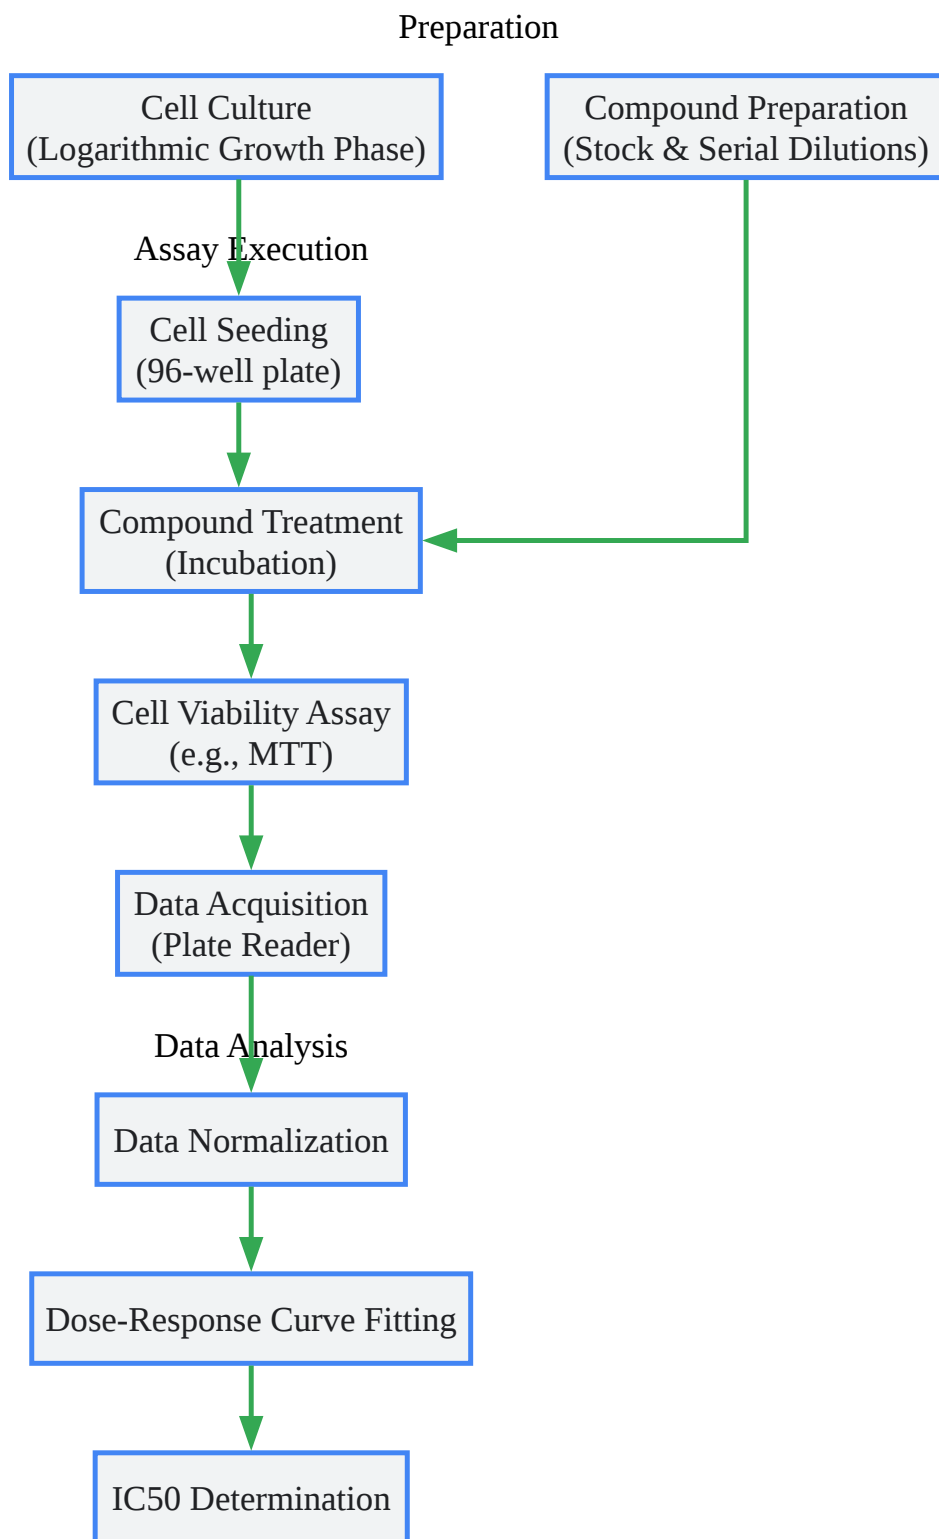 Preparation
Cell Culture
(Logarithmic Growth Phase)
Compound Preparation
(Stock & Serial Dilutions)
Assay Execution
Cell Seeding
(96-well plate)
Compound Treatment
(Incubation)
Cell Viability Assay
(e.g., MTT)
Data Acquisition
(Plate Reader)
Data Analysis
Data Normalization
Dose-Response Curve Fitting
IC50 Determination